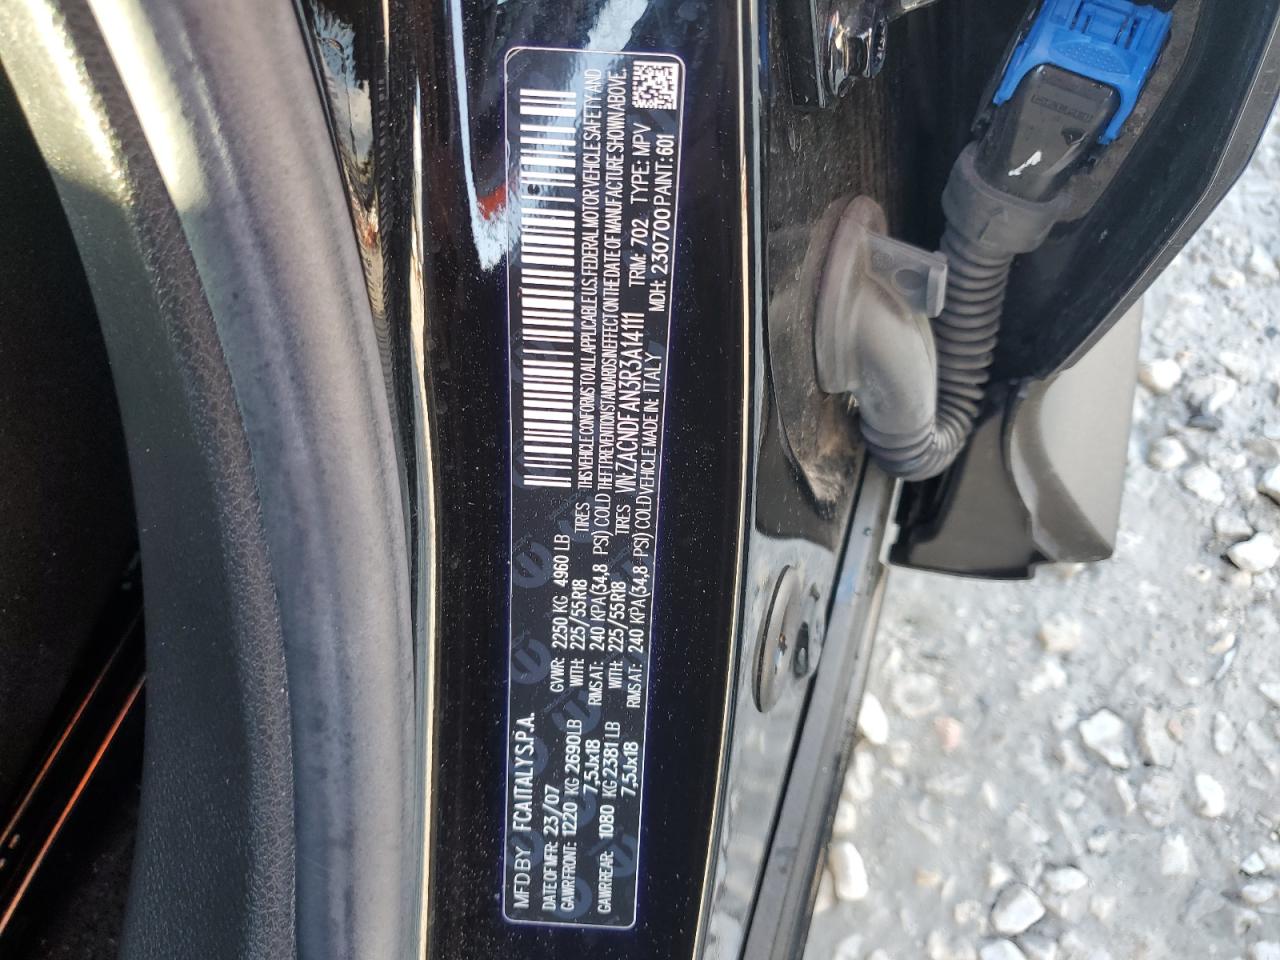 MFD BY FCA ITALY S.P.A.
DATE OF MFR: 23/07 GVWR: 2250 KG 4960 LB
GAWR FRONT: 1220 KG 2690 LB WITH: 225/55R18 TIRES
7,5Jx18 RIMS AT: 240 KPA(34,8 PSI) COLD
GAWR REAR: 1080 KG 2381 LB WITH: 225/55R18 TIRES
7,5Jx18 RIMS AT: 240 KPA(34,8 PSI) COLD
THIS VEHICLE CONFORMS TO ALL APPLICABLE U.S. FEDERAL MOTOR VEHICLE SAFETY AND
THEFT PREVENTION STANDARDS IN EFFECT ON THE DATE OF MANUFACTURE SHOWN ABOVE.
VIN: ZACNDFAN3R3A14111 TRIM: 702 TYPE: MPV
VEHICLE MADE IN: ITALY MDH: 230700 PAINT: 601